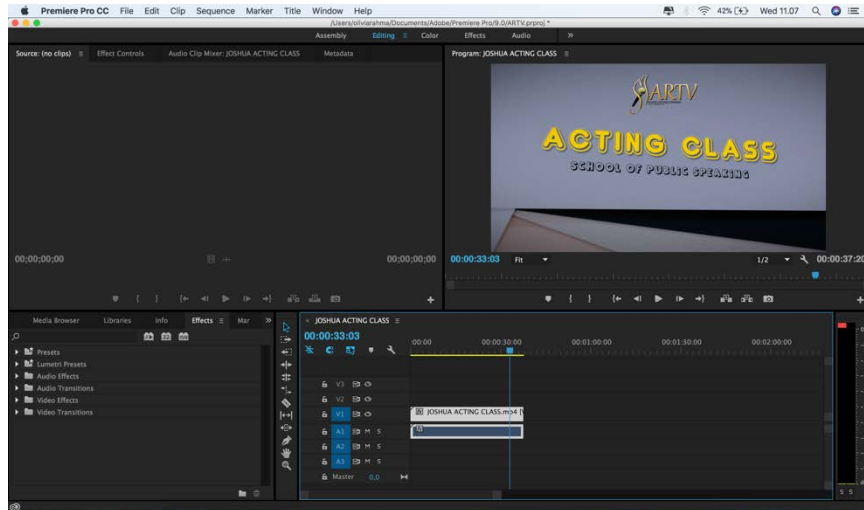 Premiere Pro CC File Edit Clip Sequence Marker Title Window Help 42% Wed 11.07
/Users/oliviarahma/Documents/Adobe/Premiere Pro/9.0/ARTV.prproj *
Assembly Editing Color Effects Audio
Source: (no clips) Effect Controls Audio Clip Mixer: JOSHUA ACTING CLASS Metadata
Program: JOSHUA ACTING CLASS
ARTV
ACTING CLASS
SCHOOL OF PUBLIC SPEAKING
00;00;00;00 00;00;00;00
00:00:33:03 Fit 1/2 00:00:37:20
Media Browser Libraries Info Effects Mar
Presets
Lumetri Presets
Audio Effects
Audio Transitions
Video Effects
Video Transitions
JOSHUA ACTING CLASS
00:00:33:03
:00:00 00:00:30:00 00:01:00:00 00:01:30:00 00:02:00:00
V3
V2
V1 JOSHUA ACTING CLASS.mp4 [V
A1 M S
A2 M S
A3 M S
Master 0,0
S S